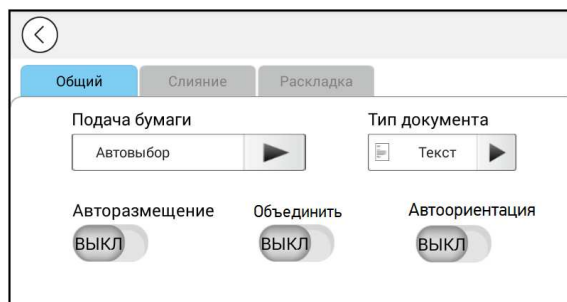 Общий Слияние Раскладка
Подача бумаги Тип документа
Автовыбор Текст
Авторазмещение Объединить Автоориентация
ВЫКЛ ВЫКЛ ВЫКЛ